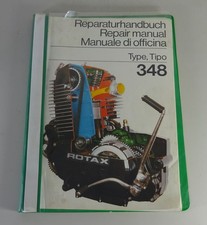 Reparaturhandbuch
Repair manual
Manuale di officina
Type, Tipo
348
ROTAX